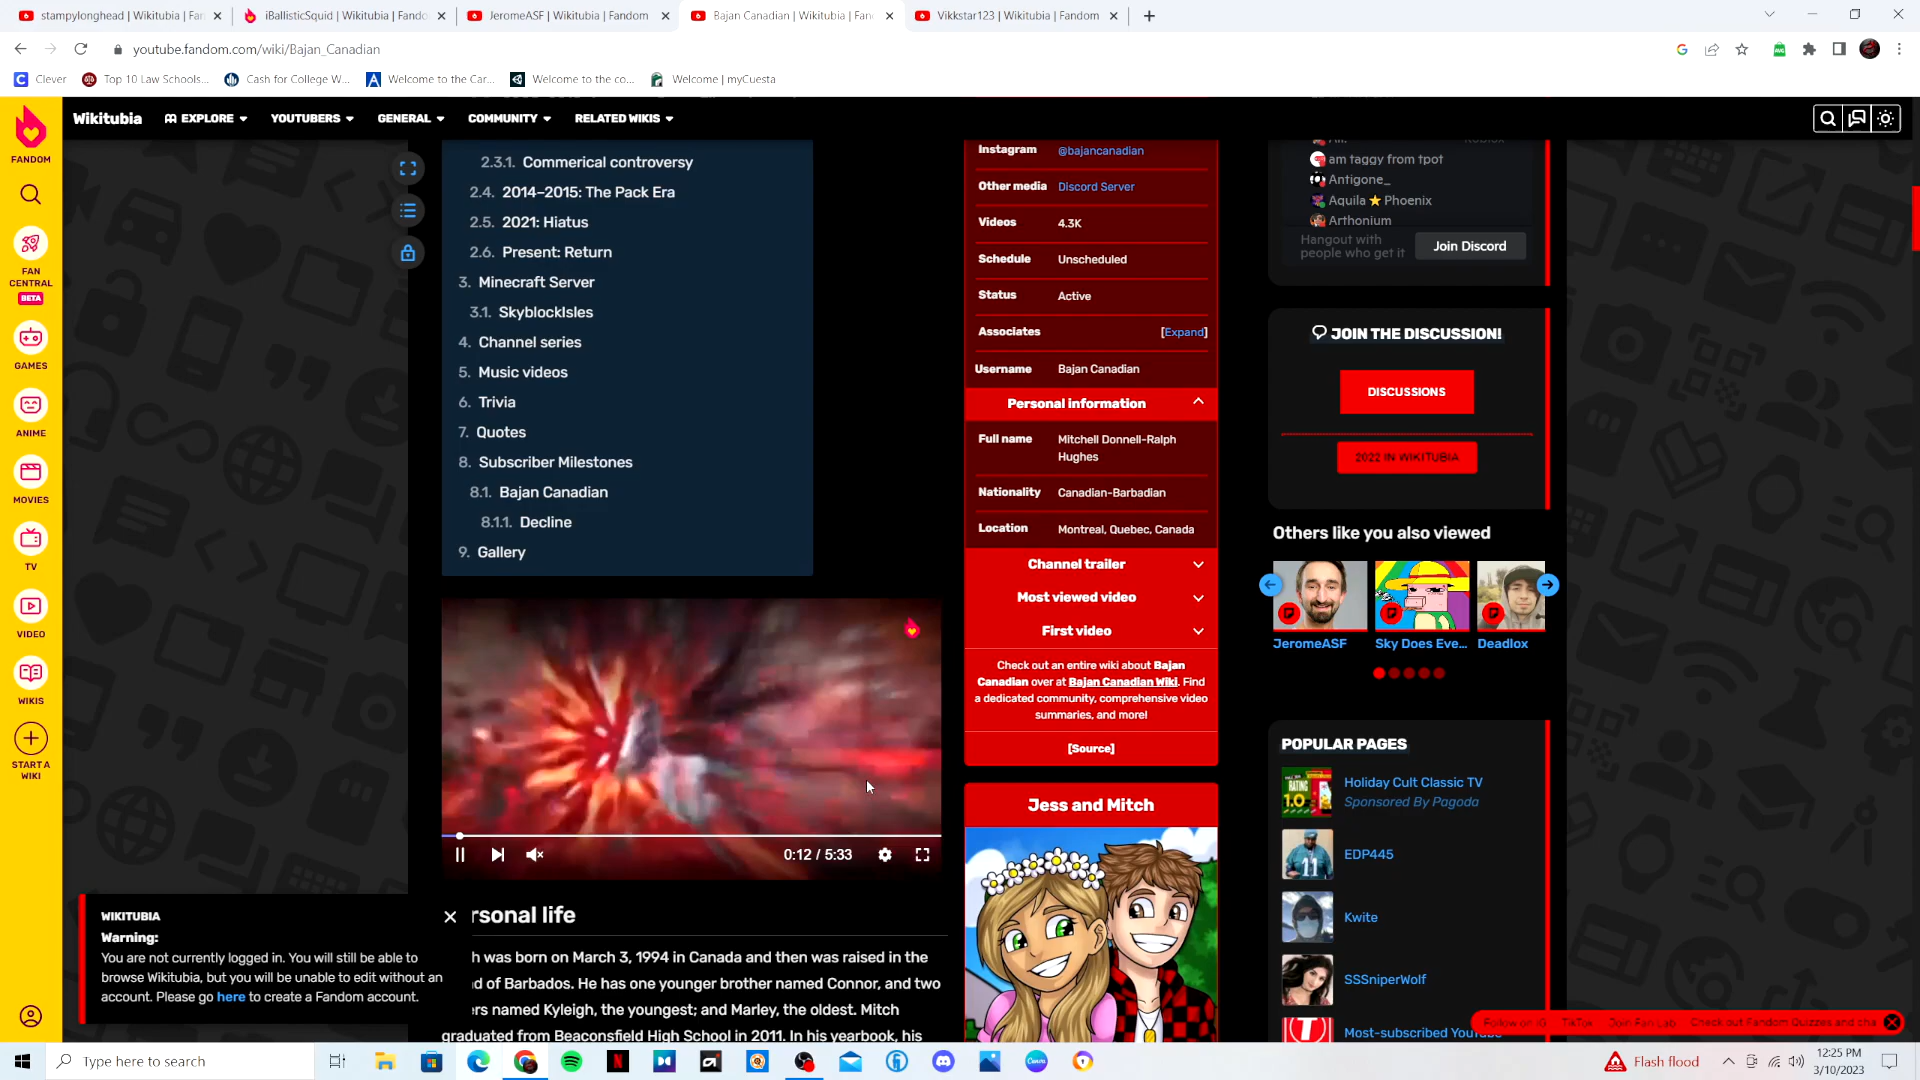 stampylonghead | Wikitubia | Fan
iBallisticSquid | Wikitubia | Fando
JeromeASF | Wikitubia | Fandom
Bajan Canadian | Wikitubia | Fan
Vikkstar123 | Wikitubia | Fandom
youtube.fandom.com/wiki/Bajan_Canadian
Clever
Top 10 Law Schools...
Cash for College W...
Welcome to the Car...
Welcome to the co...
Welcome | myCuesta
FANDOM
FAN CENTRAL
BETA
GAMES
ANIME
MOVIES
TV
VIDEO
WIKIS
START A WIKI
Wikitubia
EXPLORE
YOUTUBERS
GENERAL
COMMUNITY
RELATED WIKIS
2.3.1. Commerical controversy
2.4. 2014–2015: The Pack Era
2.5. 2021: Hiatus
2.6. Present: Return
3. Minecraft Server
3.1. SkyblockIsles
4. Channel series
5. Music videos
6. Trivia
7. Quotes
8. Subscriber Milestones
8.1. Bajan Canadian
8.1.1. Decline
9. Gallery
0:12 / 5:33
rsonal life
h was born on March 3, 1994 in Canada and then was raised in the
d of Barbados. He has one younger brother named Connor, and two
ers named Kyleigh, the youngest; and Marley, the oldest. Mitch
graduated from Beaconsfield High School in 2011. In his yearbook, his
WIKITUBIA
Warning:
You are not currently logged in. You will still be able to
browse Wikitubia, but you will be unable to edit without an
account. Please go here to create a Fandom account.
Instagram @bajancanadian
Other media Discord Server
Videos 4.3K
Schedule Unscheduled
Status Active
Associates [Expand]
Username Bajan Canadian
Personal information
Full name Mitchell Donnell-Ralph
Hughes
Nationality Canadian-Barbadian
Location Montreal, Quebec, Canada
Channel trailer
Most viewed video
First video
Check out an entire wiki about Bajan
Canadian over at Bajan Canadian Wiki. Find
a dedicated community, comprehensive video
summaries, and more!
[Source]
Jess and Mitch
am taggy from tpot
Antigone_
Aquila ⭐ Phoenix
Arthonium
Hangout with
people who get it
Join Discord
JOIN THE DISCUSSION!
DISCUSSIONS
2022 IN WIKITUBIA
Others like you also viewed
JeromeASF
Sky Does Eve...
Deadlox
POPULAR PAGES
Holiday Cult Classic TV
Sponsored By Pagoda
EDP445
Kwite
SSSniperWolf
Most-subscribed YouTu
Follow on IG TikTok Join Fan Lab Check out Fandom Quizzes and cha
Type here to search
Flash flood
12:25 PM
3/10/2023